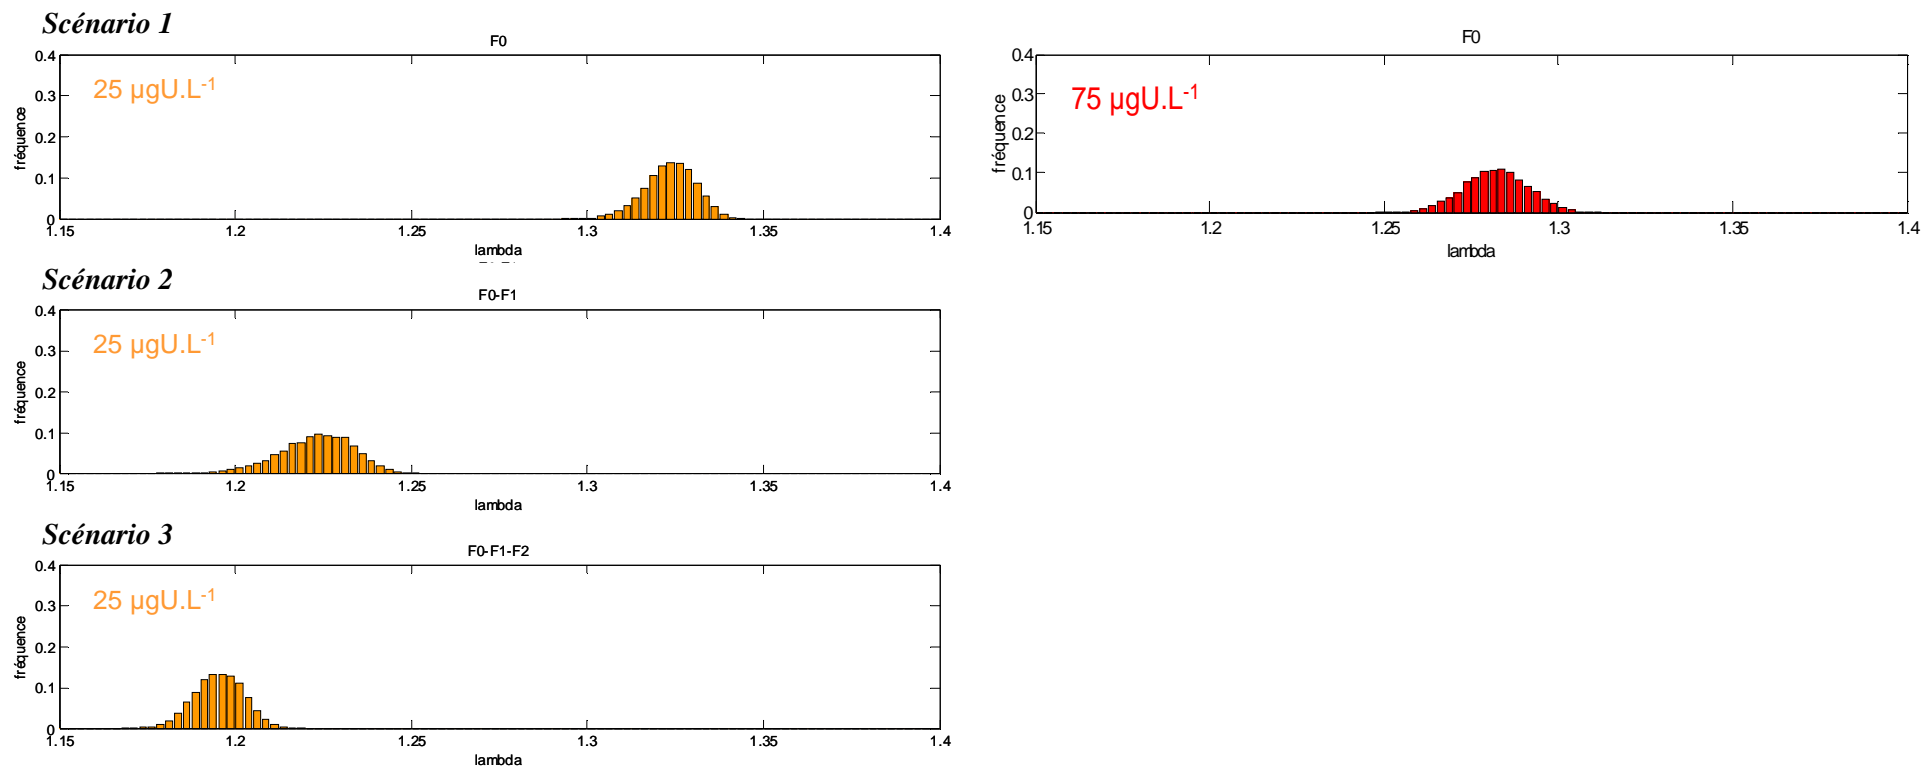 Scénario 1
F0
0.4
0.3
0.2
0.1
0
fréquence
25 µgU.L-1
1.15 1.2 1.25 1.3 1.35 1.4
lambda
F0
0.4
0.3
0.2
0.1
0
fréquence
75 µgU.L-1
1.15 1.2 1.25 1.3 1.35 1.4
lambda
Scénario 2
F0-F1
0.4
0.3
0.2
0.1
0
fréquence
25 µgU.L-1
1.15 1.2 1.25 1.3 1.35 1.4
lambda
Scénario 3
F0-F1-F2
0.4
0.3
0.2
0.1
0
fréquence
25 µgU.L-1
1.15 1.2 1.25 1.3 1.35 1.4
lambda